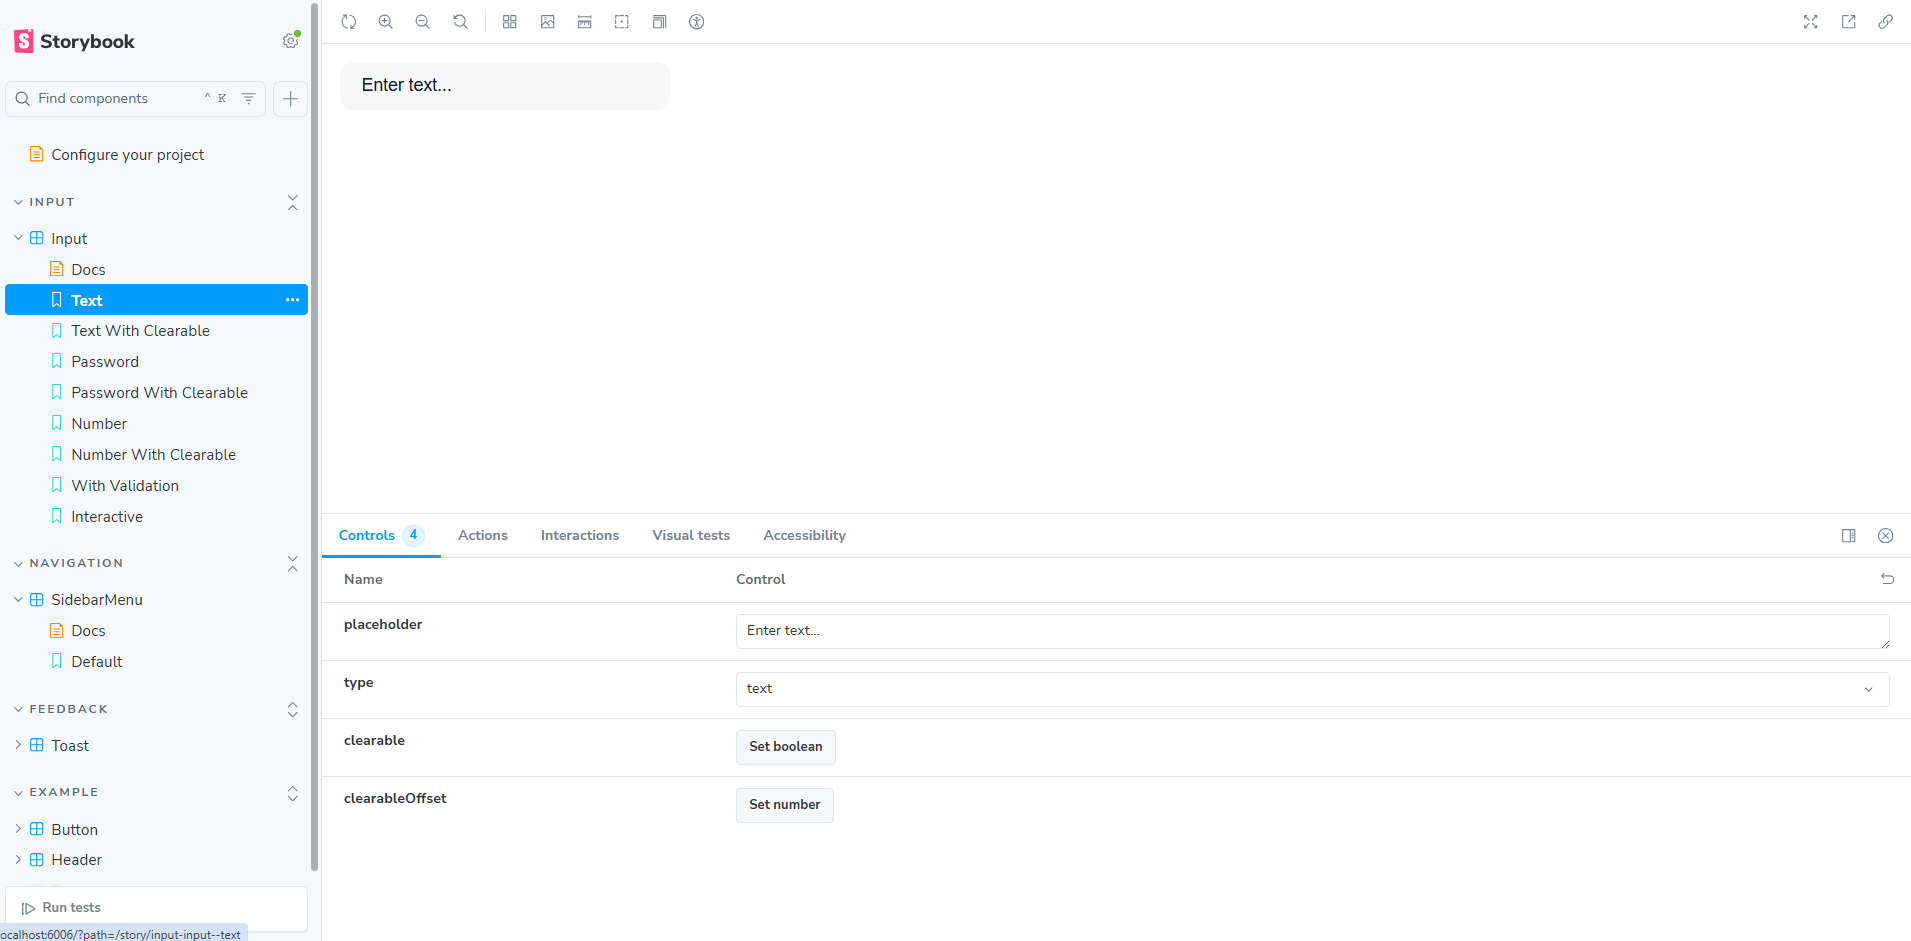 Storybook
Find components
^ K
Configure your project
INPUT
Input
Docs
Text
Text With Clearable
Password
Password With Clearable
Number
Number With Clearable
With Validation
Interactive
NAVIGATION
SidebarMenu
Docs
Default
FEEDBACK
Toast
EXAMPLE
Button
Header
Run tests
ocalhost:6006/?path=/story/input-input--text
Enter text...
Controls 4 Actions Interactions Visual tests Accessibility
Name Control
placeholder Enter text...
type text
clearable Set boolean
clearableOffset Set number